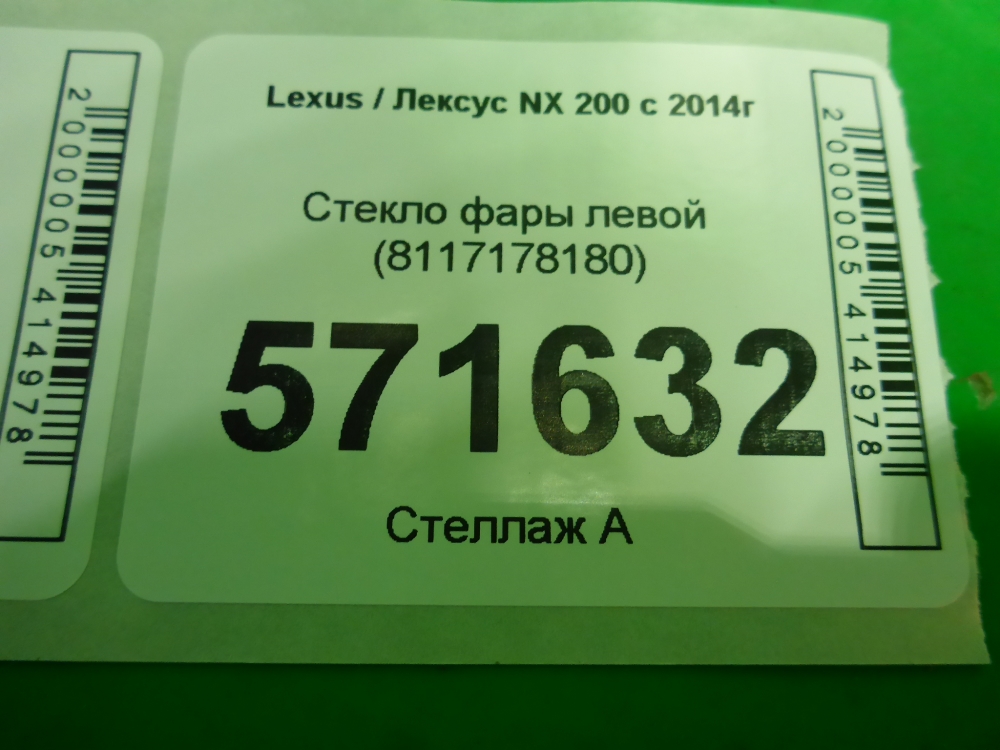 2000005414978
Lexus / Лексус NX 200 с 2014г
Стекло фары левой
(8117178180)
571632
Стеллаж А
2000005414978